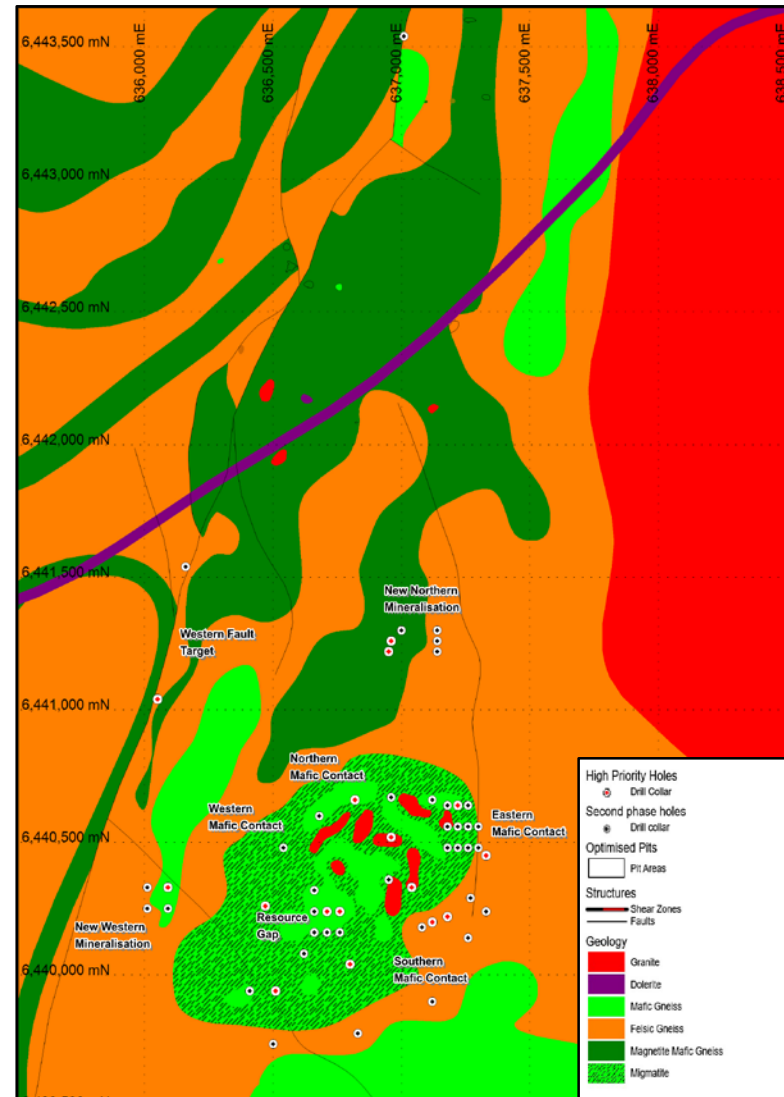 636,000 mE
636,500 mE
637,000 mE
637,500 mE
638,000 mE
638,500 mE
6,443,500 mN
6,443,000 mN
6,442,500 mN
6,442,000 mN
6,441,500 mN
6,441,000 mN
6,440,500 mN
6,440,000 mN
New Northern
Mineralisation
Western Fault
Target
Northern
Mafic Contact
Western
Mafic Contact
Eastern
Mafic Contact
Resource
Gap
New Western
Mineralisation
Southern
Mafic Contact
High Priority Holes
Drill Collar
Second phase holes
Drill collar
Optimised Pits
Pit Areas
Structures
Shear Zones
Faults
Geology
Granite
Dolerite
Mafic Gneiss
Felsic Gneiss
Magnetite Mafic Gneiss
Migmatite